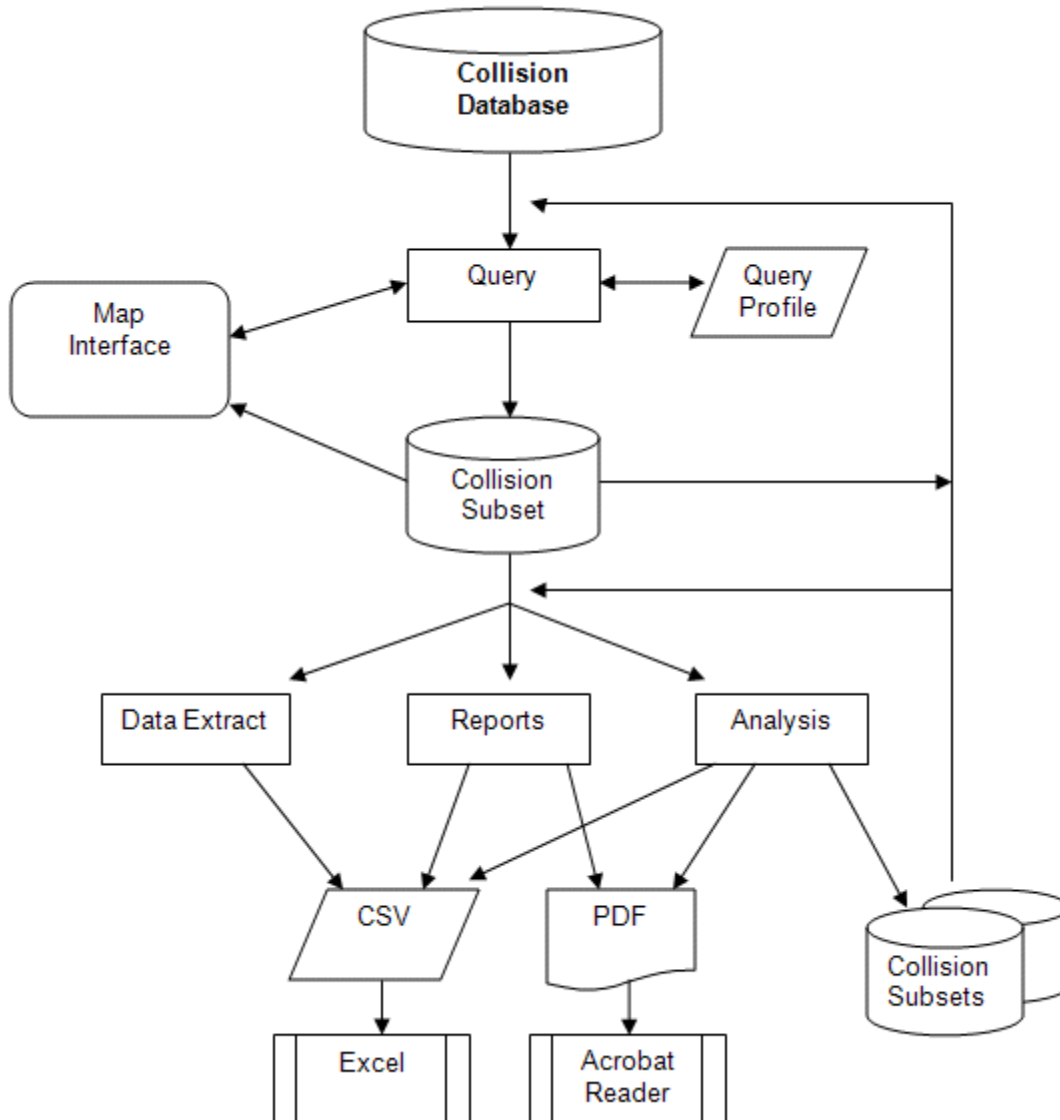 Collision
Database
Query
Query
Profile
Map
Interface
Collision
Subset
Data Extract
Reports
Analysis
CSV
PDF
Collision
Subsets
Excel
Acrobat
Reader